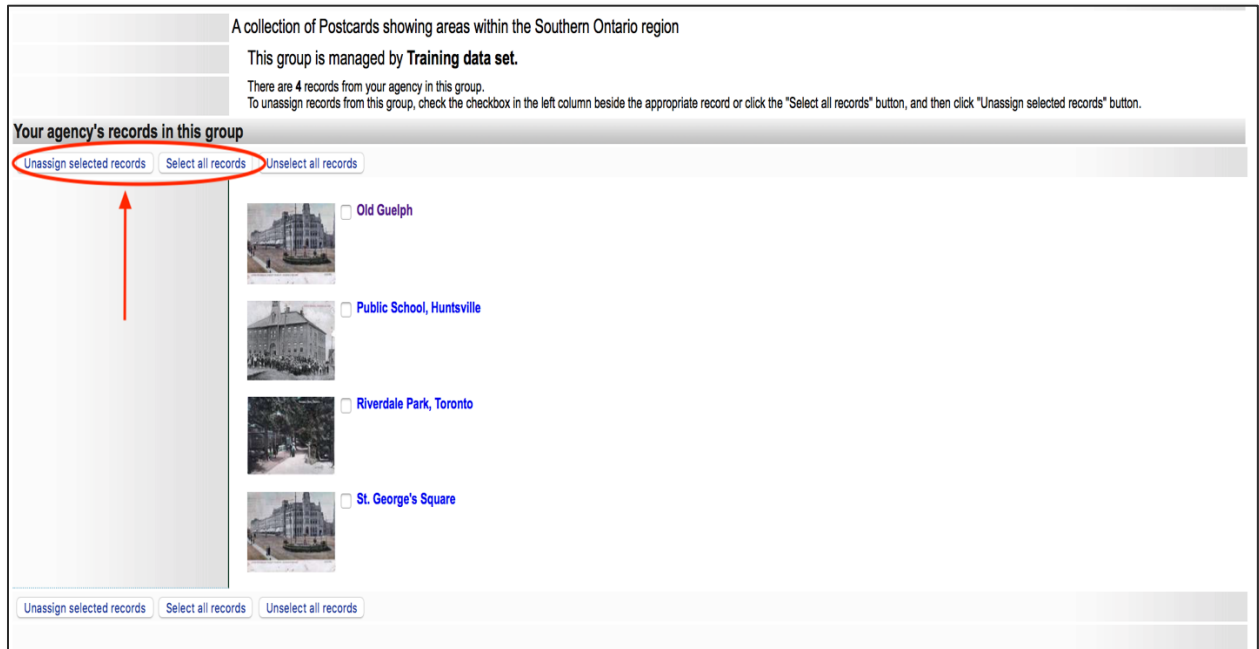 A collection of Postcards showing areas within the Southern Ontario region
This group is managed by Training data set.
There are 4 records from your agency in this group.
To unassign records from this group, check the checkbox in the left column beside the appropriate record or click the "Select all records" button, and then click "Unassign selected records" button.
Your agency's records in this group
Unassign selected records Select all records Unselect all records
Old Guelph
Public School, Huntsville
Riverdale Park, Toronto
St. George's Square
Unassign selected records Select all records Unselect all records